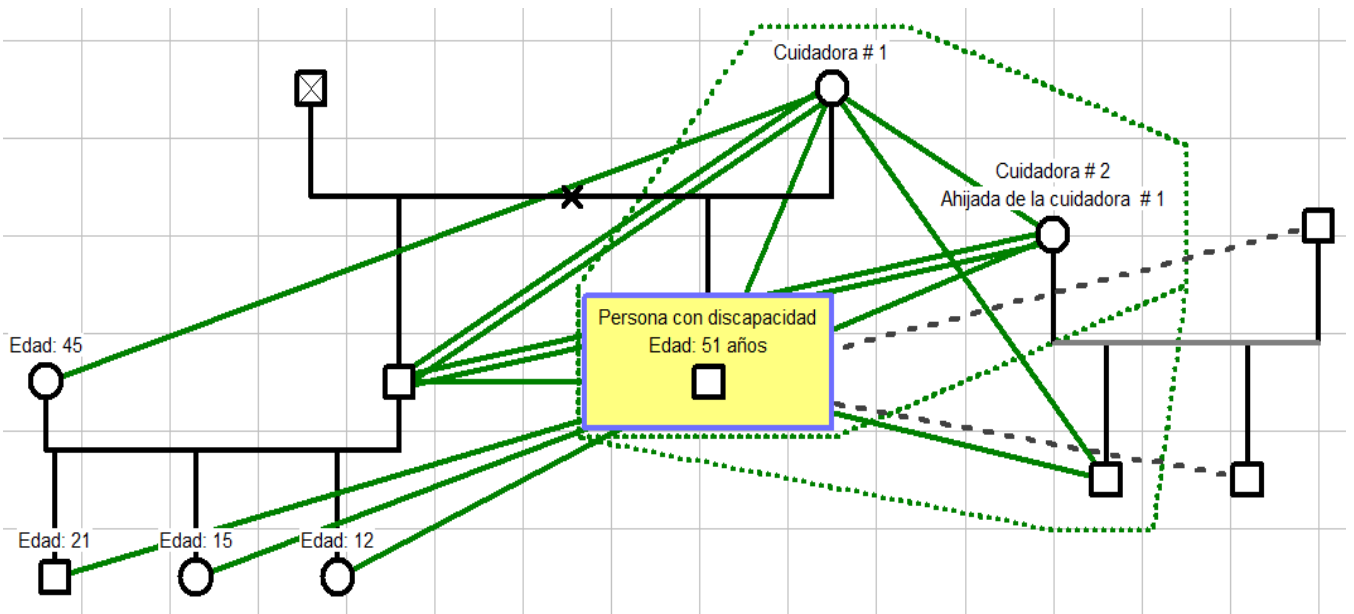 Cuidadora # 1
Cuidadora # 2
Ahijada de la cuidadora # 1
Persona con discapacidad
Edad: 51 años
Edad: 45
Edad: 21
Edad: 15
Edad: 12